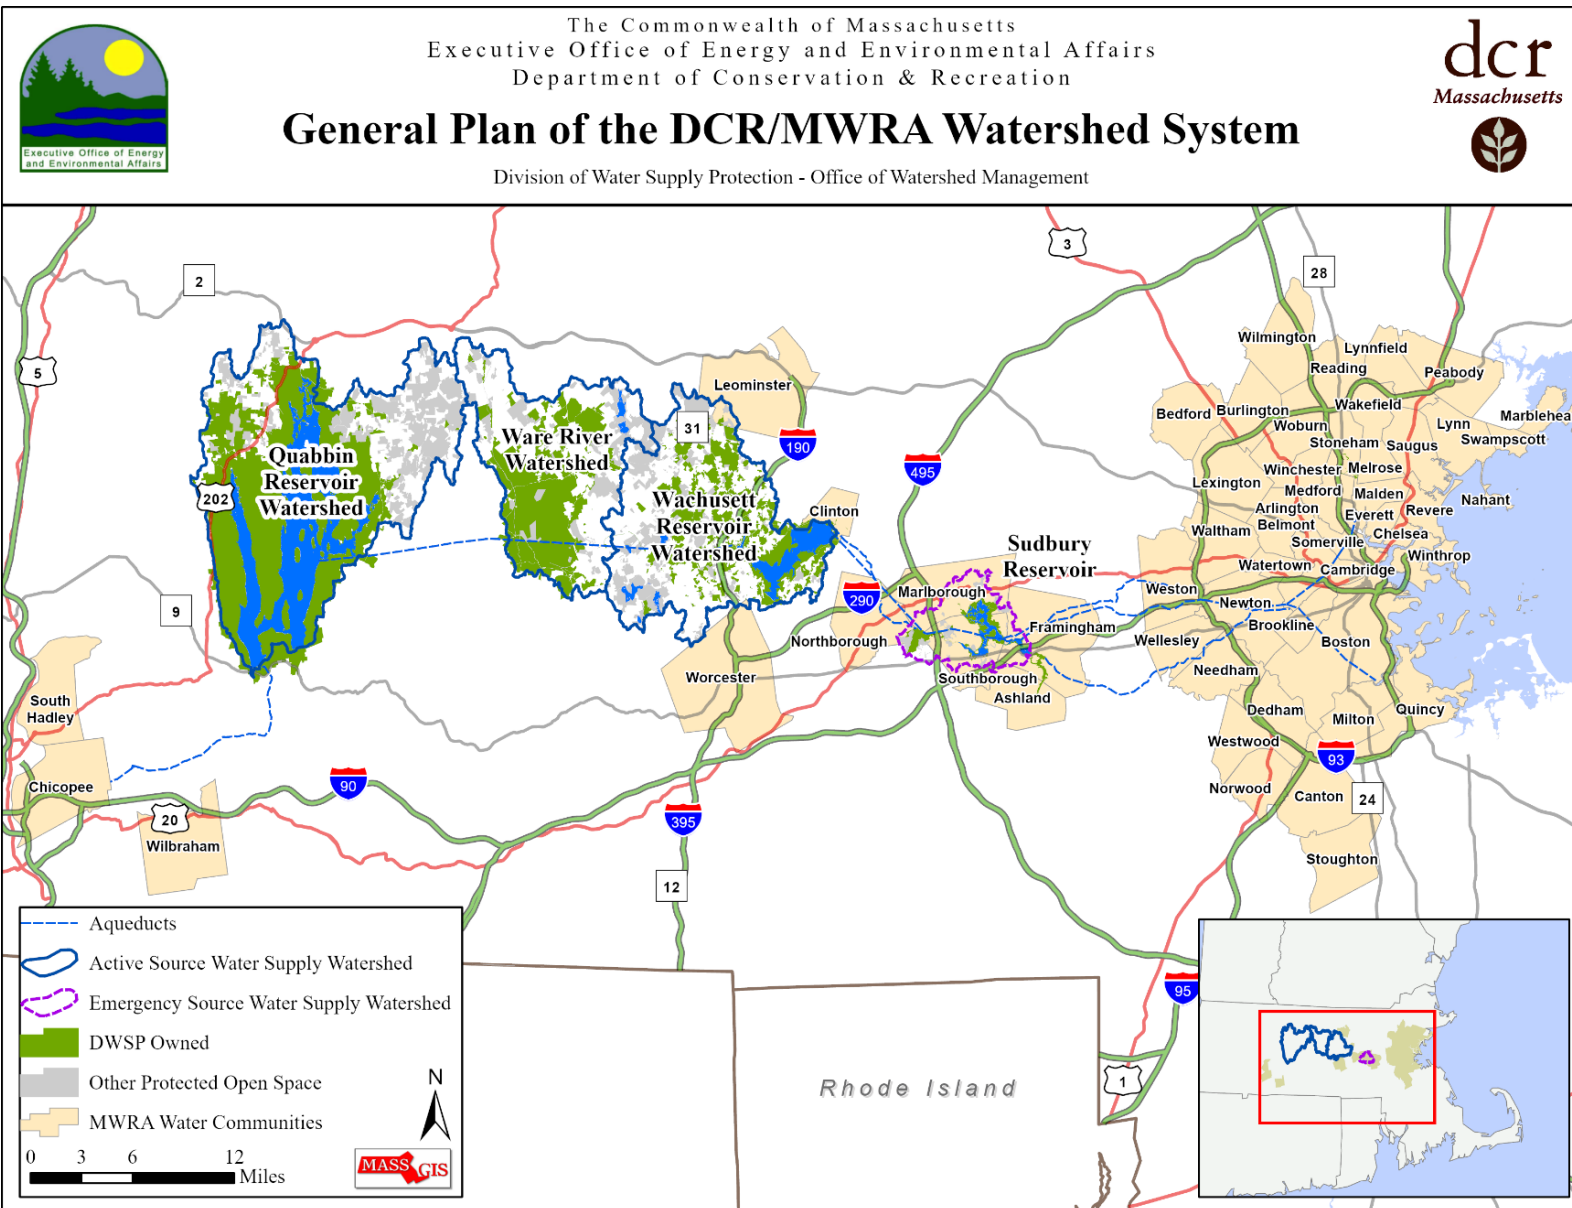 The Commonwealth of Massachusetts
Executive Office of Energy and Environmental Affairs
Department of Conservation & Recreation
General Plan of the DCR/MWRA Watershed System
Division of Water Supply Protection - Office of Watershed Management
Executive Office of Energy
and Environmental Affairs
dcr
Massachusetts
2
3
28
5
Wilmington
Lynnfield
Reading
Peabody
Leominster
Wakefield
Bedford
Burlington
Marblehea
Woburn
Lynn
31
Stoneham
Saugus
Swampscott
Ware River
Watershed
190
Quabbin
Reservoir
Watershed
495
Winchester
Melrose
Lexington
Medford
Malden
Nahant
202
Wachusett
Reservoir
Watershed
Clinton
Arlington
Everett
Revere
Belmont
Waltham
Somerville
Chelsea
Sudbury
Reservoir
Winthrop
Watertown
Cambridge
9
290
Marlborough
Weston
Newton
Northborough
Framingham
Brookline
Wellesley
Boston
Worcester
Southborough
Needham
Ashland
South
Hadley
Dedham
Milton
Quincy
Westwood
93
90
Chicopee
Norwood
Canton
24
20
395
Wilbraham
Stoughton
12
95
1
Rhode Island
Aqueducts
Active Source Water Supply Watershed
Emergency Source Water Supply Watershed
DWSP Owned
Other Protected Open Space
MWRA Water Communities
N
0 3 6 12
Miles
MASS GIS